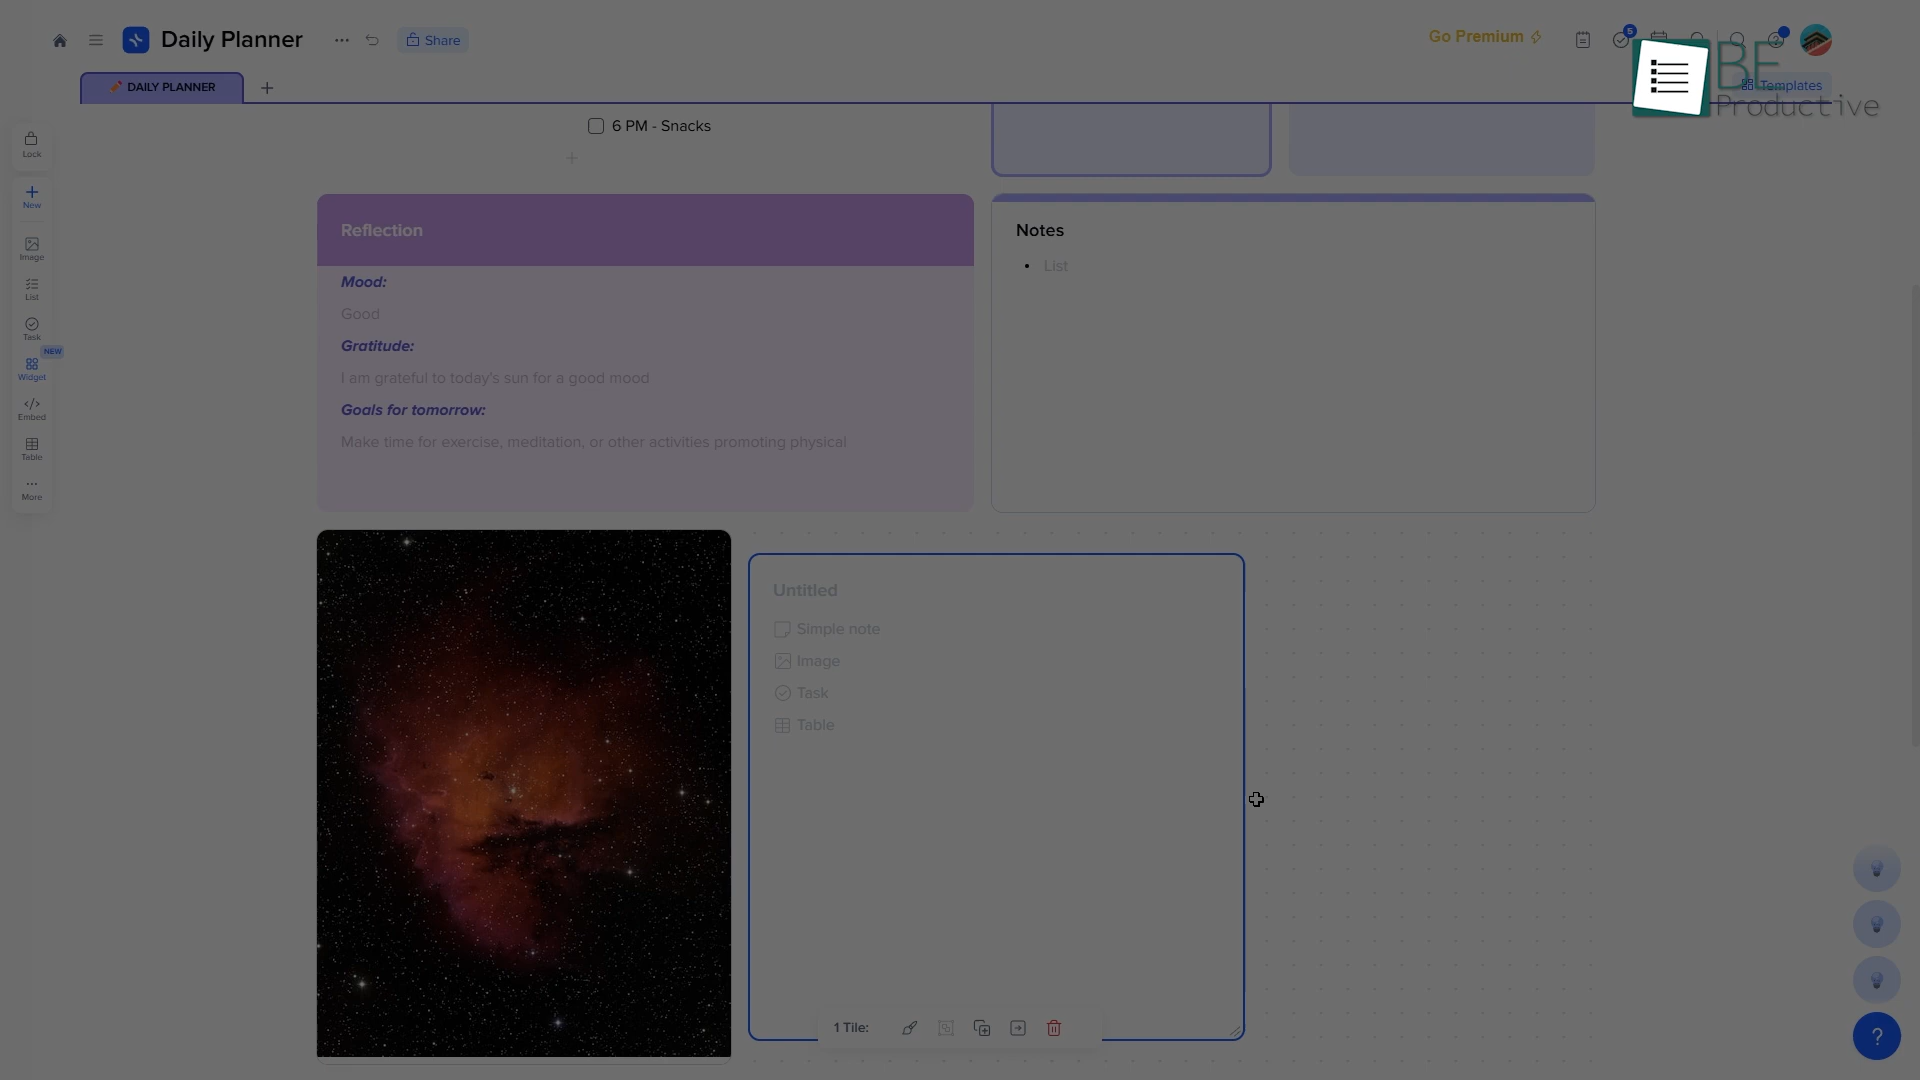 Daily Planner
Share
Go Premium
5
DAILY PLANNER
Templates
BE
Productive
6 PM - Snacks
Lock
New
Image
List
Task
NEW
Widget
Embed
Table
More
Reflection
Mood:
Good
Gratitude:
I am grateful to today's sun for a good mood
Goals for tomorrow:
Make time for exercise, meditation, or other activities promoting physical
Notes
• List
Untitled
Simple note
Image
Task
Table
1 Tile:
?